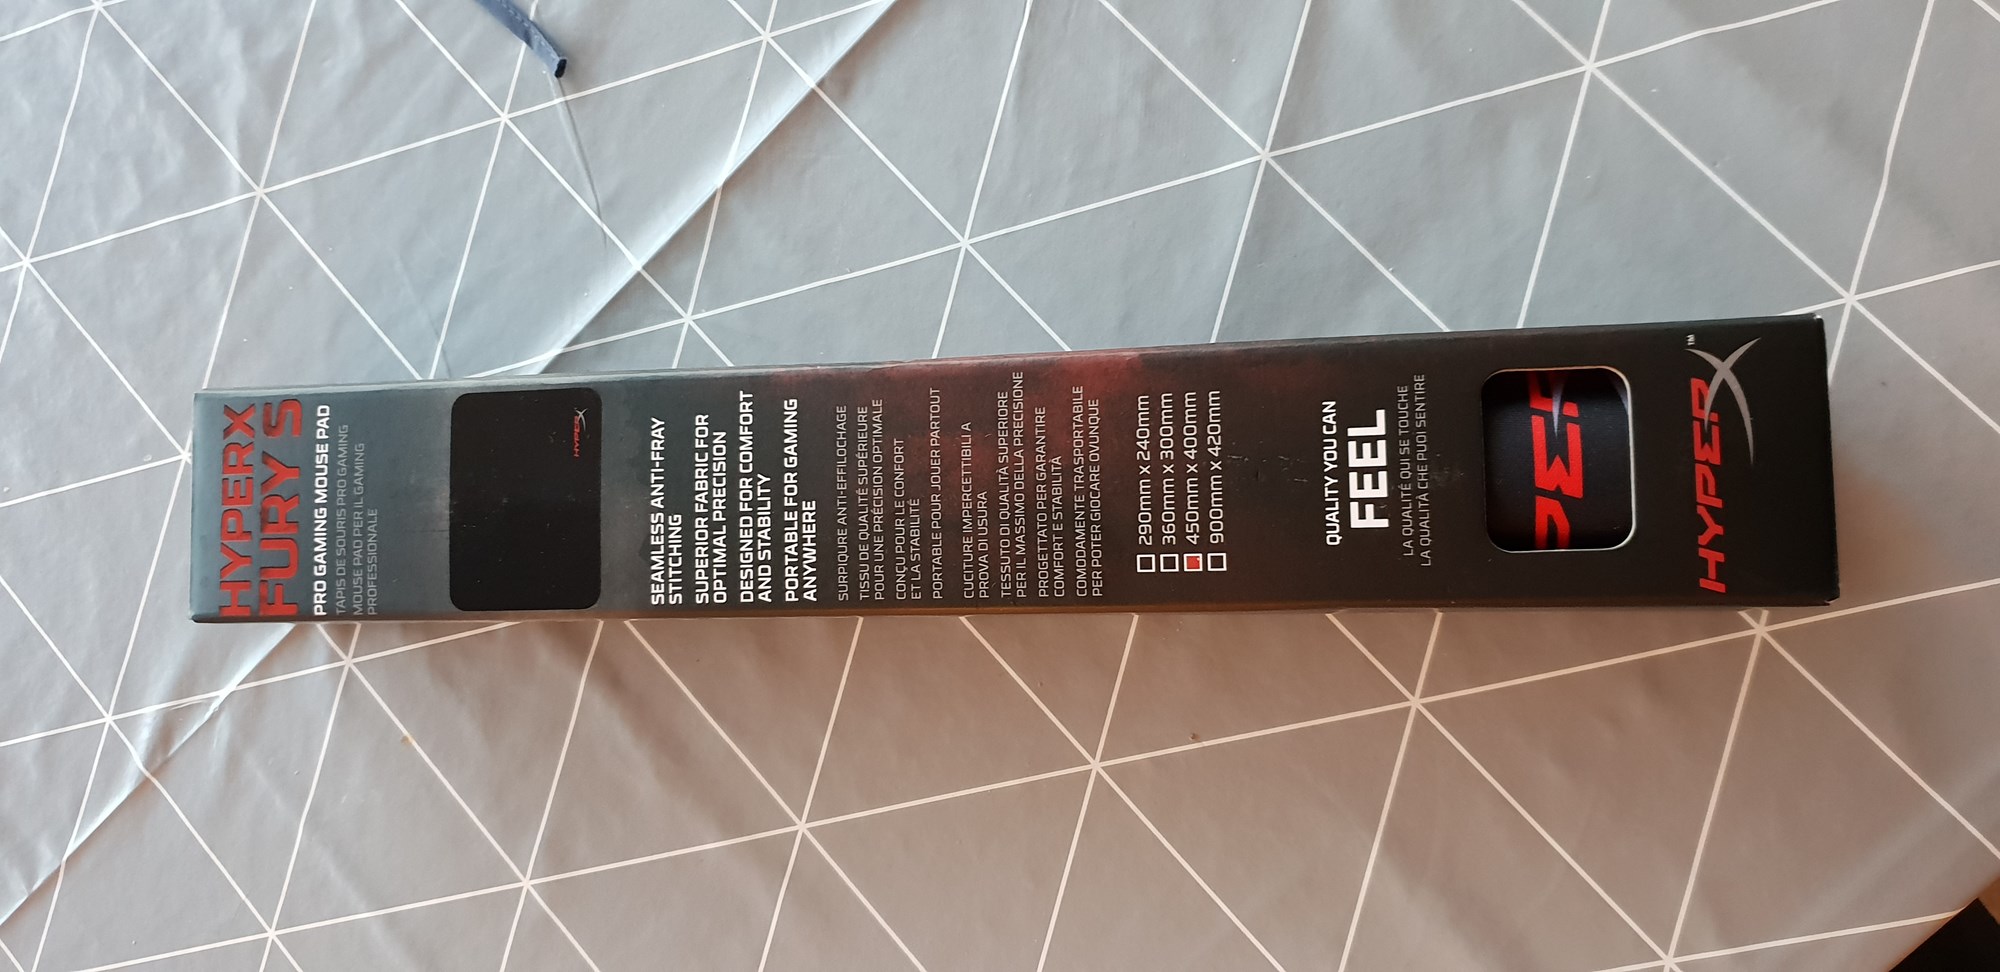 HYPERX
FURY S
PRO GAMING MOUSE PAD
TAPIS DE SOURIS PRO GAMING
MOUSE PAD PER IL GAMING
PROFESSIONALE
HYPERX
SEAMLESS ANTI-FRAY
STITCHING
SUPERIOR FABRIC FOR
OPTIMAL PRECISION
DESIGNED FOR COMFORT
AND STABILITY
PORTABLE FOR GAMING
ANYWHERE
SURPIQURE ANTI-EFFILOCHAGE
TISSU DE QUALITÉ SUPÉRIEURE
POUR UNE PRÉCISION OPTIMALE
CONÇU POUR LE CONFORT
ET LA STABILITÉ
PORTABLE POUR JOUER PARTOUT
CUCITURE IMPERCETTIBILI A
PROVA DI USURA
TESSUTO DI QUALITÀ SUPERIORE
PER IL MASSIMO DELLA PRECISIONE
PROGETTATO PER GARANTIRE
COMFORT E STABILITÀ
COMODAMENTE TRASPORTABILE
PER POTER GIOCARE OVUNQUE
290mm x 240mm
360mm x 300mm
450mm x 400mm
900mm x 420mm
QUALITY YOU CAN
FEEL
LA QUALITÉ QUI SE TOUCHE
LA QUALITÀ CHE PUOI SENTIRE
PER
HYPERX™